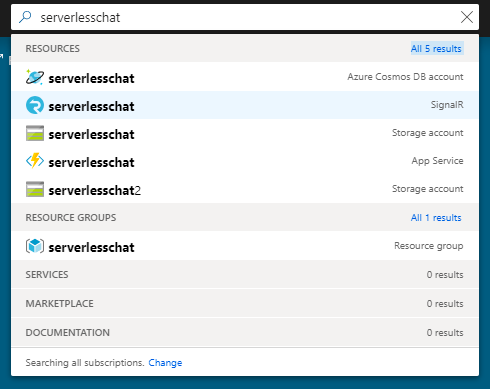 serverlesschat
RESOURCES All 5 results
serverlesschat Azure Cosmos DB account
serverlesschat SignalR
serverlesschat Storage account
serverlesschat App Service
serverlesschat2 Storage account
RESOURCE GROUPS All 1 results
serverlesschat Resource group
SERVICES 0 results
MARKETPLACE 0 results
DOCUMENTATION 0 results
Searching all subscriptions. Change